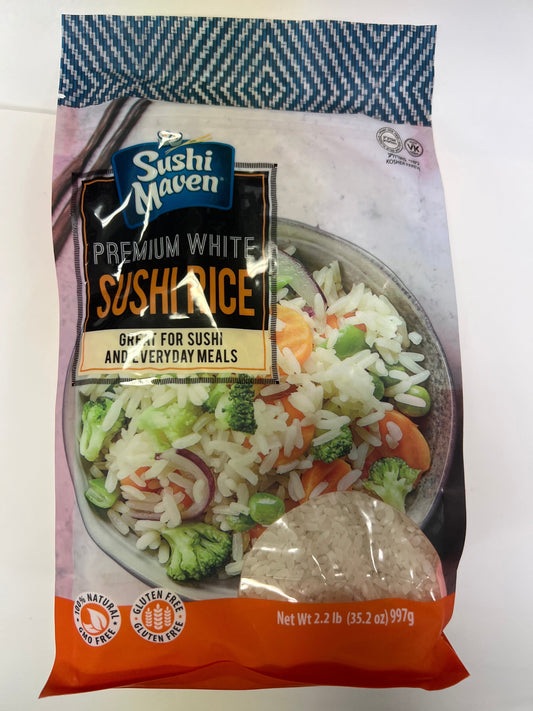 Sushi
Maven®
PREMIUM WHITE
SUSHI RICE
GREAT FOR SUSHI
AND EVERYDAY MEALS
VK
100% NATURAL
GMO FREE
GLUTEN FREE
GLUTEN FREE
Net Wt 2.2 lb (35.2 oz) 997g